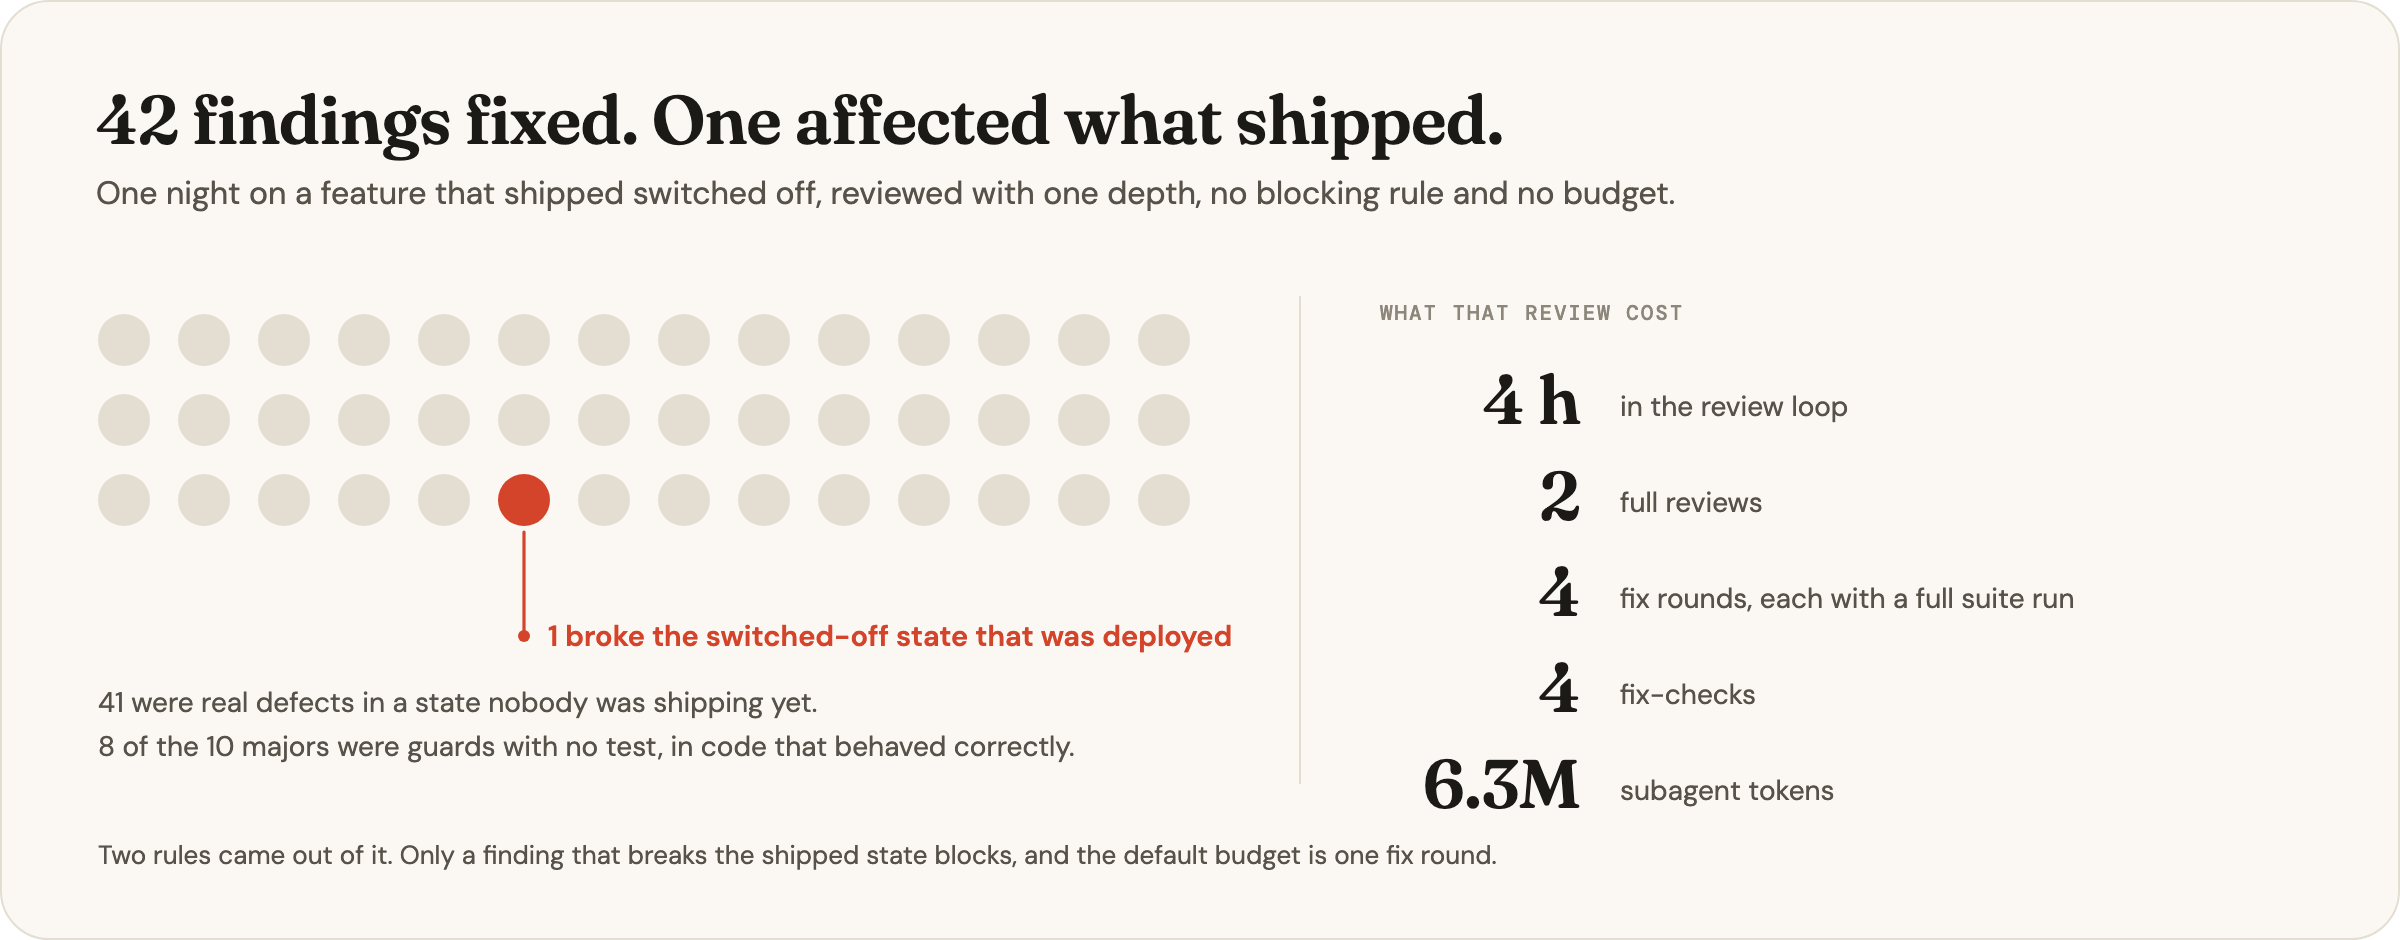 42 findings fixed. One affected what shipped.
One night on a feature that shipped switched off, reviewed with one depth, no blocking rule and no budget.
1 broke the switched-off state that was deployed
41 were real defects in a state nobody was shipping yet.
8 of the 10 majors were guards with no test, in code that behaved correctly.
WHAT THAT REVIEW COST
4 h in the review loop
2 full reviews
4 fix rounds, each with a full suite run
4 fix-checks
6.3M subagent tokens
Two rules came out of it. Only a finding that breaks the shipped state blocks, and the default budget is one fix round.